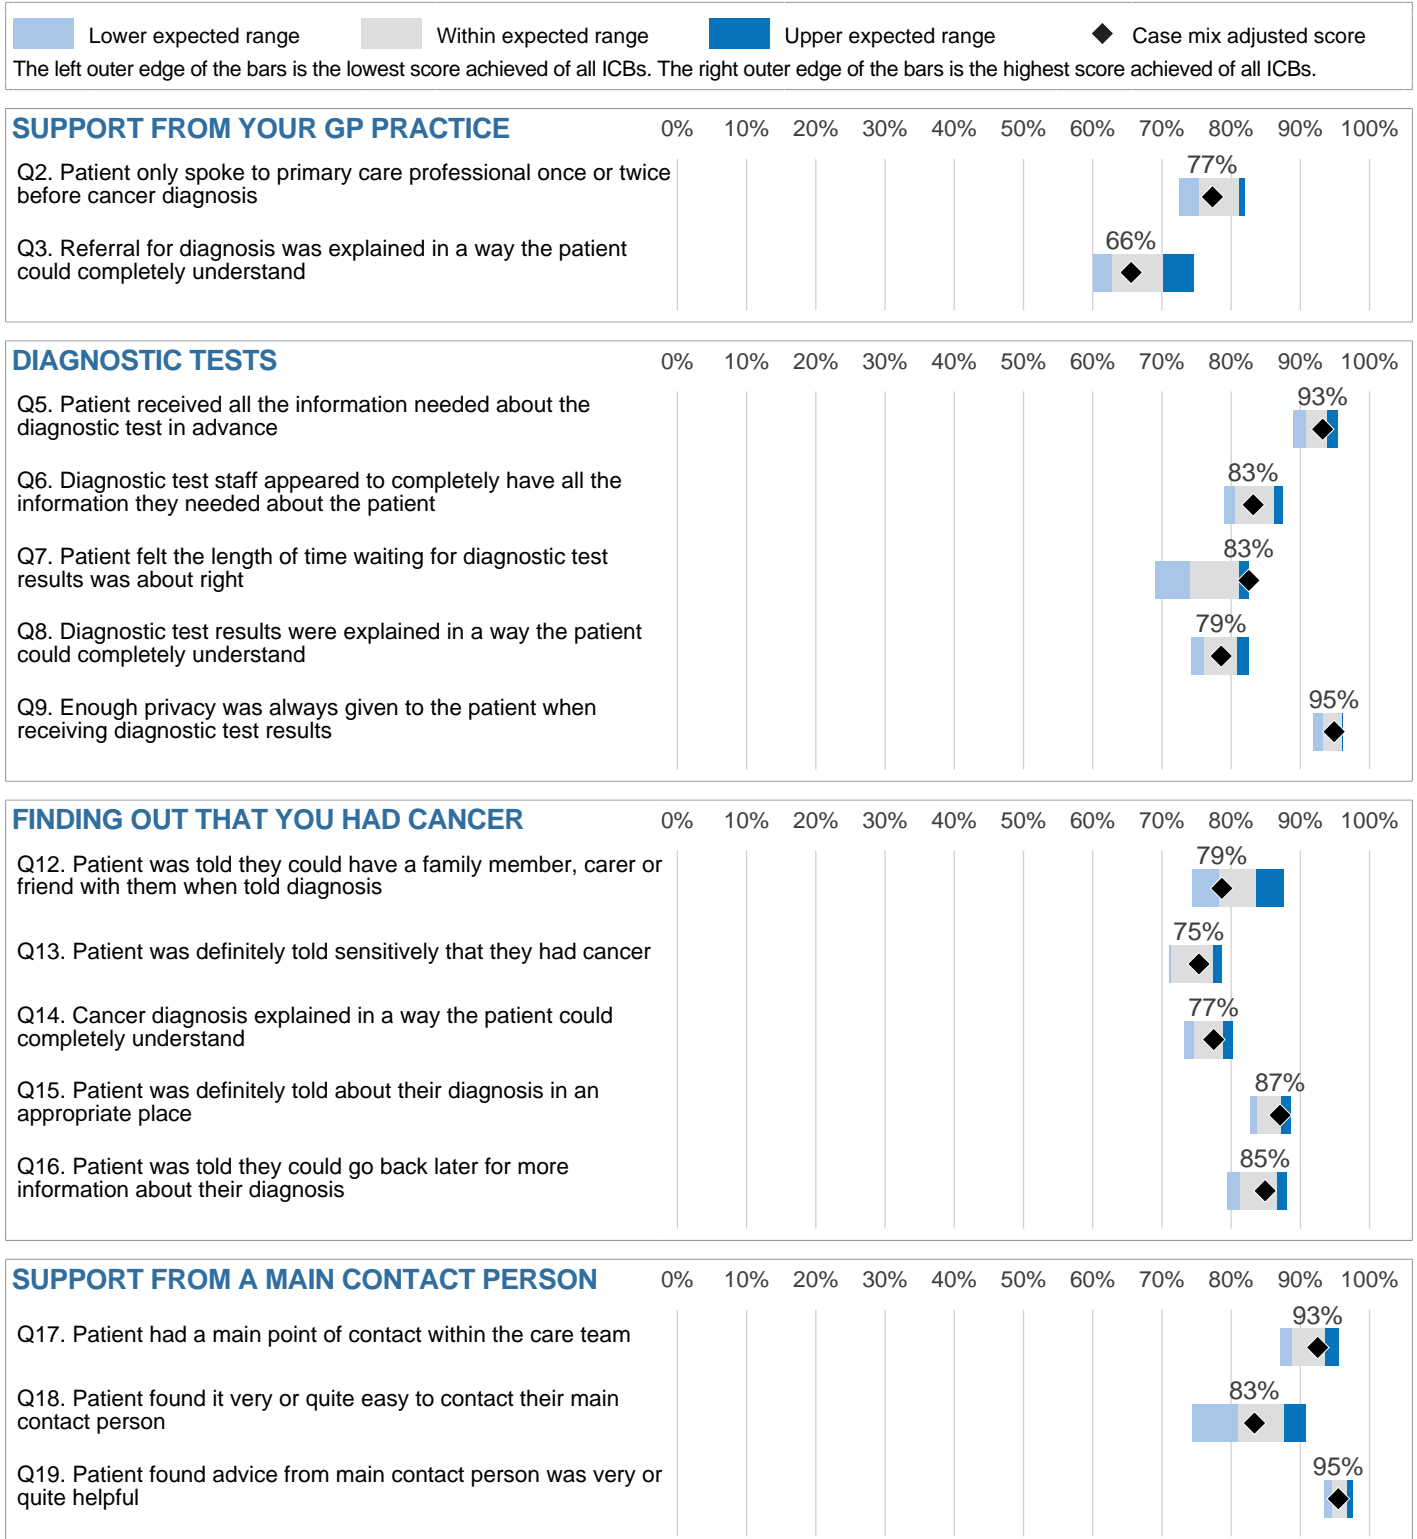 Lower expected range Within expected range Upper expected range Case mix adjusted score
The left outer edge of the bars is the lowest score achieved of all ICBs. The right outer edge of the bars is the highest score achieved of all ICBs.
SUPPORT FROM YOUR GP PRACTICE 0% 10% 20% 30% 40% 50% 60% 70% 80% 90% 100%
Q2. Patient only spoke to primary care professional once or twice
before cancer diagnosis
77%
Q3. Referral for diagnosis was explained in a way the patient
could completely understand
66%
DIAGNOSTIC TESTS 0% 10% 20% 30% 40% 50% 60% 70% 80% 90% 100%
Q5. Patient received all the information needed about the
diagnostic test in advance
93%
Q6. Diagnostic test staff appeared to completely have all the
information they needed about the patient
83%
Q7. Patient felt the length of time waiting for diagnostic test
results was about right
83%
Q8. Diagnostic test results were explained in a way the patient
could completely understand
79%
Q9. Enough privacy was always given to the patient when
receiving diagnostic test results
95%
FINDING OUT THAT YOU HAD CANCER 0% 10% 20% 30% 40% 50% 60% 70% 80% 90% 100%
Q12. Patient was told they could have a family member, carer or
friend with them when told diagnosis
79%
Q13. Patient was definitely told sensitively that they had cancer
75%
Q14. Cancer diagnosis explained in a way the patient could
completely understand
77%
Q15. Patient was definitely told about their diagnosis in an
appropriate place
87%
Q16. Patient was told they could go back later for more
information about their diagnosis
85%
SUPPORT FROM A MAIN CONTACT PERSON 0% 10% 20% 30% 40% 50% 60% 70% 80% 90% 100%
Q17. Patient had a main point of contact within the care team
93%
Q18. Patient found it very or quite easy to contact their main
contact person
83%
Q19. Patient found advice from main contact person was very or
quite helpful
95%